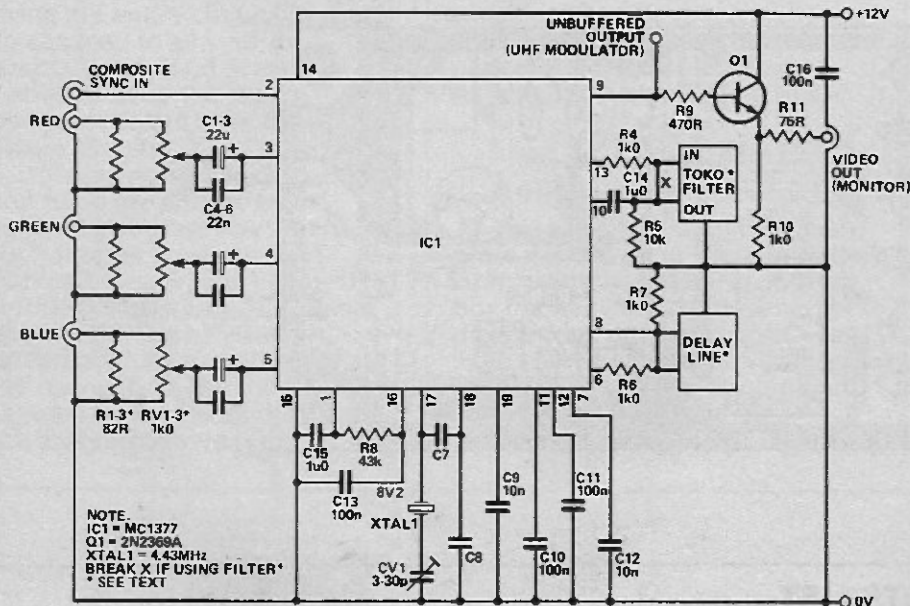 +12V
UNBUFFERED
OUTPUT
(UHF MODULATOR)
14
COMPOSITE
SYNC IN
2
9
Q1
C16
100n
RED
C1-3
22u
R9
470R
R11
75R
3
R4
1k0
IN
13
C14
1u0
X
TOKO*
FILTER
VIDEO
OUT
(MONITOR)
C4-6
22n
10
OUT
GREEN
IC1
R5
10k
R10
1k0
4
R7
1k0
BLUE
8
5
DELAY
LINE*
6
R6
1k0
R1-3*
82R
RV1-3*
1k0
15
1
16
17
18
19
11
12
7
C15
1u0
R8
43k
C7
C13
100n
8V2
C9
10n
C11
100n
NOTE.
IC1 = MC1377
Q1 = 2N2369A
XTAL1 = 4.43MHz
BREAK X IF USING FILTER*
* SEE TEXT
XTAL1
CV1
3-30p
C8
C10
100n
C12
10n
0V